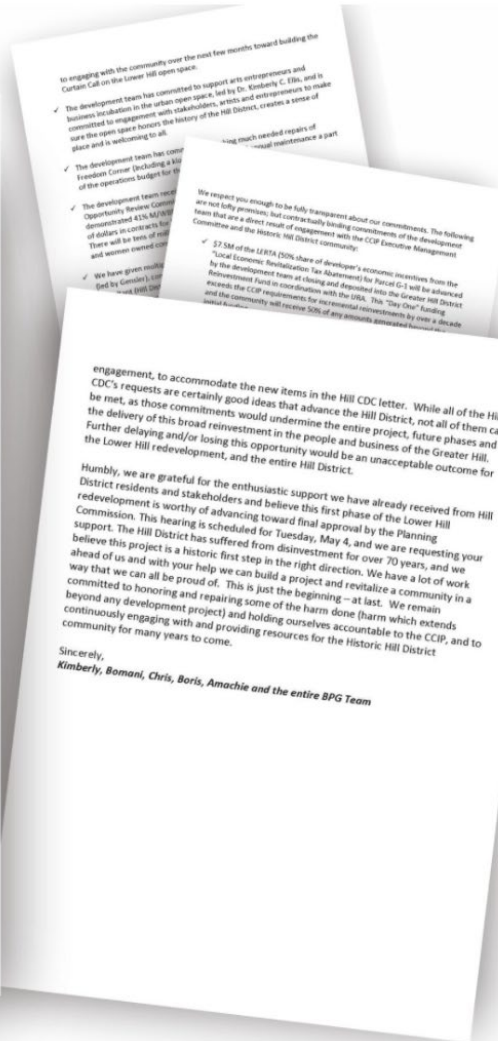 to engaging with the community over the next few months toward building the
Curtain Call on the Lower Hill open space.
✓ The development team has committed to support arts entrepreneurs and
business incubation in the urban open space, led by Dr. Kimberly C. Ellis, and is
committed to engagement with stakeholders, artists and entrepreneurs to make
sure the open space honors the history of the Hill District, creates a sense of
place and is welcoming to all.
✓ The development team has
Freedom Corner (including a
of the operations budget for
✓ The development team
Opportunity Review
demonstrated 41%
of dollars in contracts for
There will be tens of
and women owned
✓ We have given
(led by Gensler),
much needed repairs of
annual maintenance a part
We respect you enough to be fully transparent about our commitments. The following
are not lofty promises; but contractually binding commitments of the development
team that are a direct result of engagement with the CCIP Executive Management
Committee and the Historic Hill District community:
✓ $7.5M of the LERTA (50% share of developer's economic incentives from the
"Local Economic Revitalization Tax Abatement) for Parcel G-1 will be advanced
by the development team at closing and deposited into the Greater Hill District
Reinvestment Fund in coordination with the URA. This "Day One" funding
exceeds the CCIP requirements for incremental reinvestments by over a decade
and the community will receive 50% of any amounts generated beyond the
initial
engagement, to accommodate the new items in the Hill CDC letter. While all of the
CDC's requests are certainly good ideas that advance the Hill District, not all of them
be met, as those commitments would undermine the entire project, future phases and
the delivery of this broad reinvestment in the people and business of the Greater Hill.
Further delaying and/or losing this opportunity would be an unacceptable outcome for
the Lower Hill redevelopment, and the entire Hill District.
Humbly, we are grateful for the enthusiastic support we have already received from Hill
District residents and stakeholders and believe this first phase of the Lower Hill
redevelopment is worthy of advancing toward final approval by the Planning
Commission. This hearing is scheduled for Tuesday, May 4, and we are requesting your
support. The Hill District has suffered from disinvestment for over 70 years, and we
believe this project is a historic first step in the right direction. We have a lot of work
ahead of us and with your help we can build a project and revitalize a community in a
way that we can all be proud of. This is just the beginning – at last. We remain
committed to honoring and repairing some of the harm done (harm which extends
beyond any development project) and holding ourselves accountable to the CCIP, and to
continuously engaging with and providing resources for the Historic Hill District
community for many years to come.
Sincerely,
Kimberly, Bomani, Chris, Boris, Amachie and the entire BPG Team